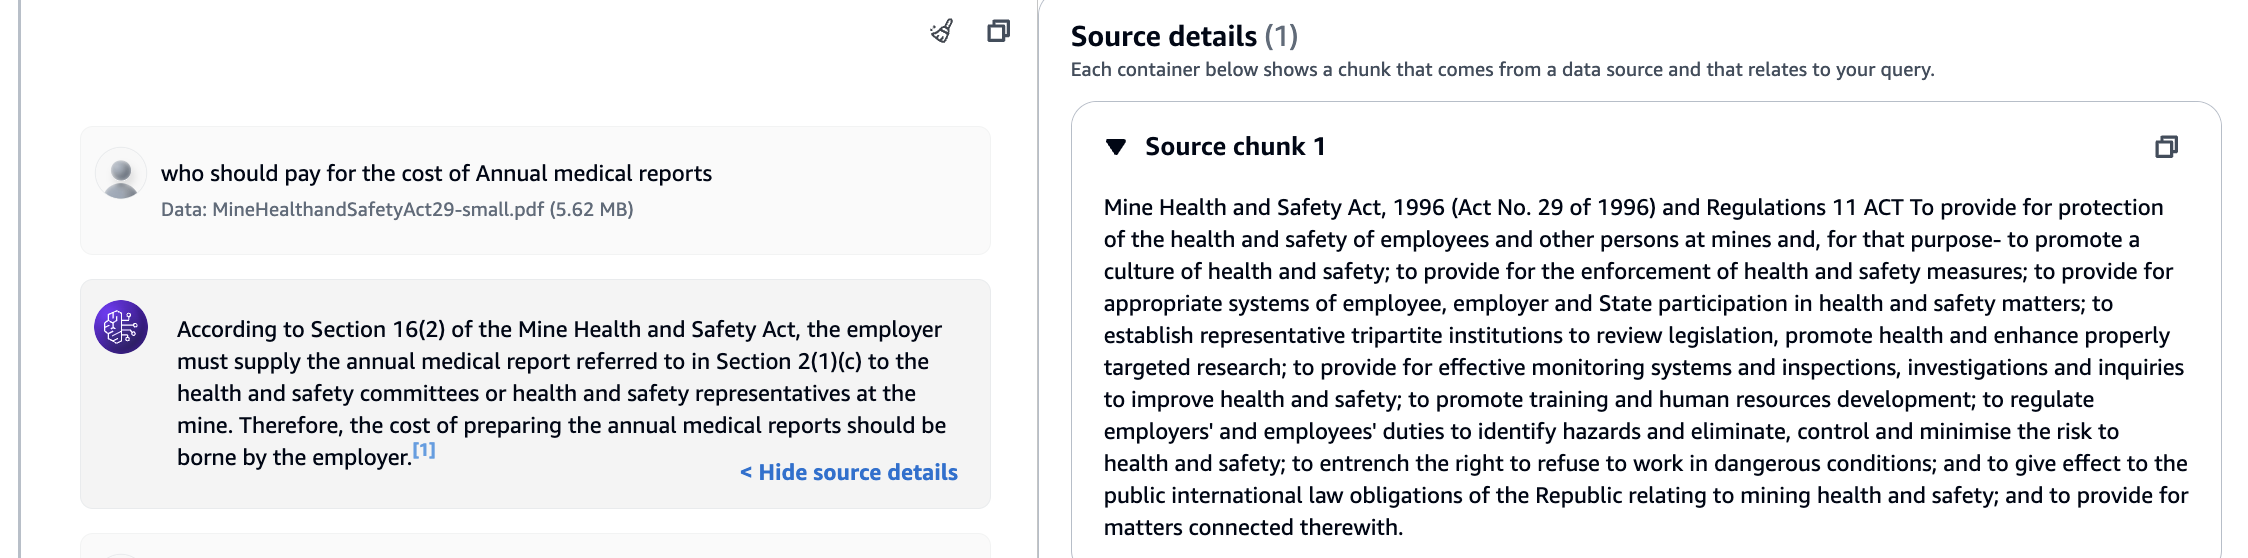 who should pay for the cost of Annual medical reports
Data: MineHealthandSafetyAct29-small.pdf (5.62 MB)
According to Section 16(2) of the Mine Health and Safety Act, the employer
must supply the annual medical report referred to in Section 2(1)(c) to the
health and safety committees or health and safety representatives at the
mine. Therefore, the cost of preparing the annual medical reports should be
borne by the employer.[1]
< Hide source details
Source details (1)
Each container below shows a chunk that comes from a data source and that relates to your query.
Source chunk 1
Mine Health and Safety Act, 1996 (Act No. 29 of 1996) and Regulations 11 ACT To provide for protection
of the health and safety of employees and other persons at mines and, for that purpose- to promote a
culture of health and safety; to provide for the enforcement of health and safety measures; to provide for
appropriate systems of employee, employer and State participation in health and safety matters; to
establish representative tripartite institutions to review legislation, promote health and enhance properly
targeted research; to provide for effective monitoring systems and inspections, investigations and inquiries
to improve health and safety; to promote training and human resources development; to regulate
employers' and employees' duties to identify hazards and eliminate, control and minimise the risk to
health and safety; to entrench the right to refuse to work in dangerous conditions; and to give effect to the
public international law obligations of the Republic relating to mining health and safety; and to provide for
matters connected therewith.